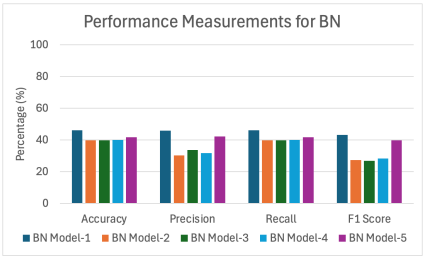 Performance Measurements for BN
Percentage (%)
100
80
60
40
20
0
Accuracy Precision Recall F1 Score
BN Model-1 BN Model-2 BN Model-3 BN Model-4 BN Model-5